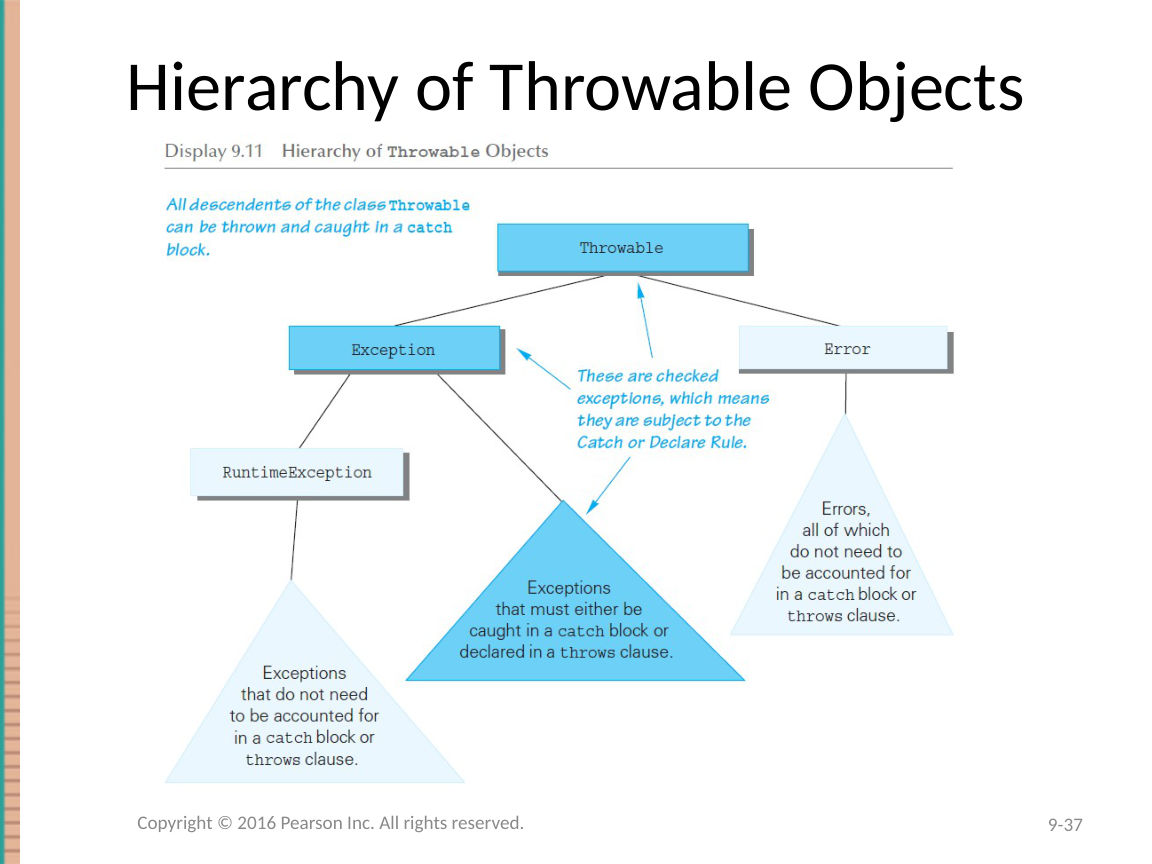 Hierarchy of Throwable Objects
Display 9.11 Hierarchy of Throwable Objects
All descendents of the class Throwable
can be thrown and caught in a catch
block.
Throwable
Exception
Error
These are checked
exceptions, which means
they are subject to the
Catch or Declare Rule.
RuntimeException
Errors,
all of which
do not need to
be accounted for
in a catch block or
throws clause.
Exceptions
that must either be
caught in a catch block or
declared in a throws clause.
Exceptions
that do not need
to be accounted for
in a catch block or
throws clause.
Copyright © 2016 Pearson Inc. All rights reserved.
9-37